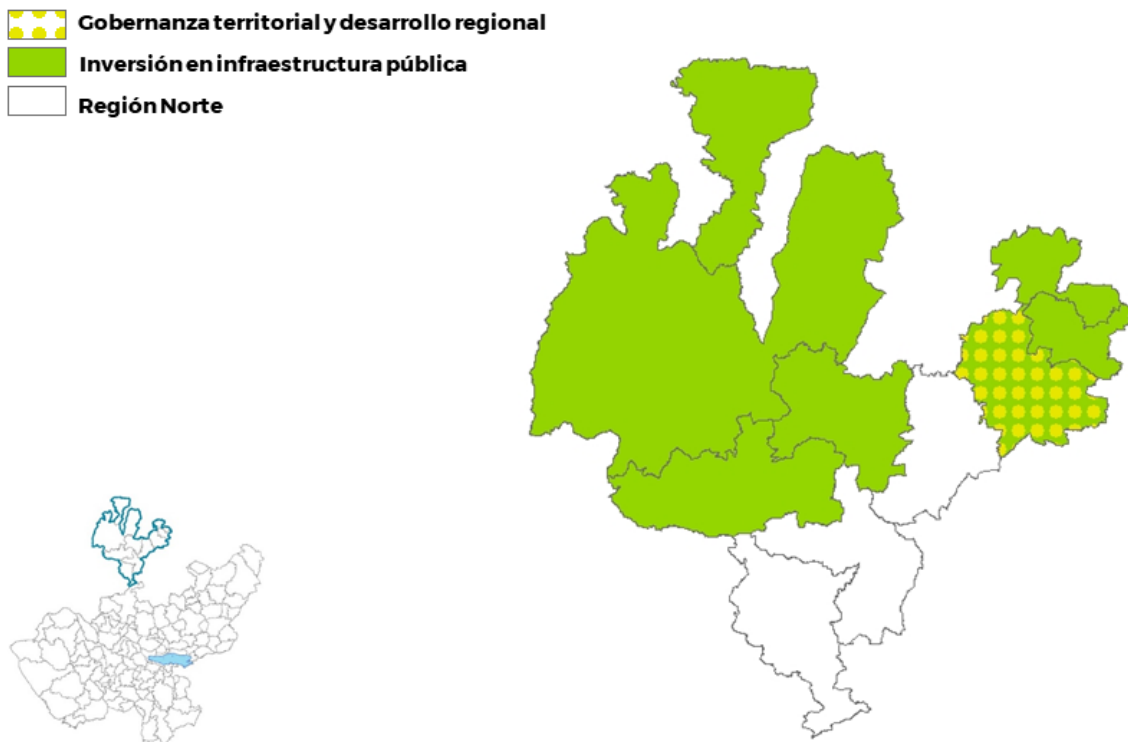 Gobernanza territorial y desarrollo regional
Inversión en infraestructura pública
Región Norte